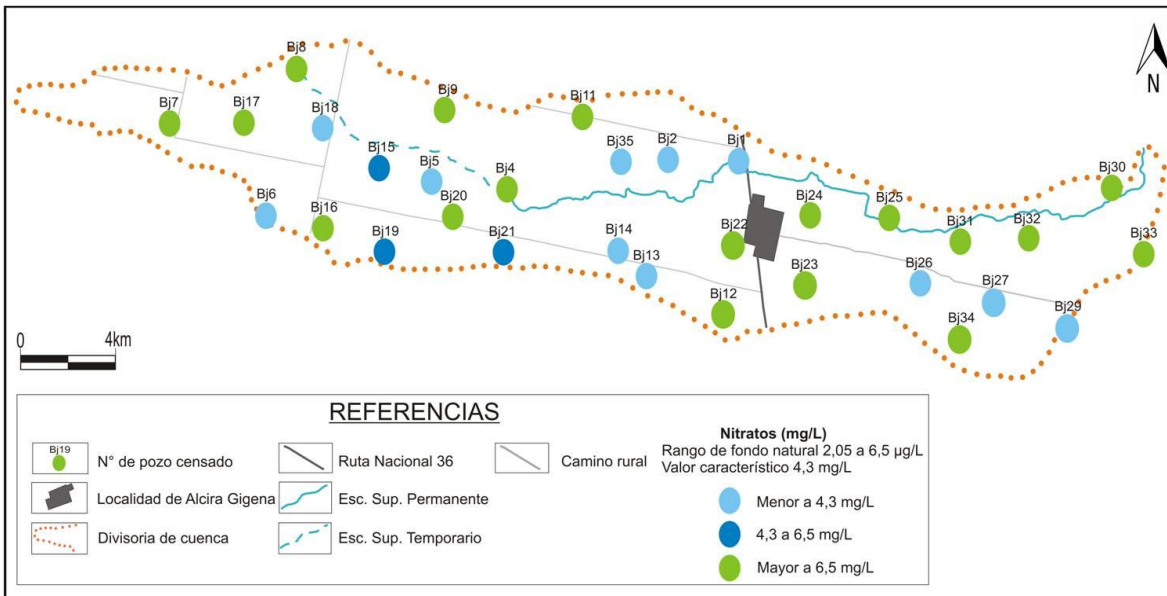 Bj8
Bj7
Bj17
Bj18
Bj9
Bj11
Bj15
Bj5
Bj4
Bj35
Bj2
Bj1
Bj6
Bj16
Bj20
Bj19
Bj21
Bj14
Bj13
Bj12
Bj22
Bj24
Bj23
Bj25
Bj31
Bj32
Bj30
Bj33
Bj26
Bj27
Bj29
Bj34
N
0 4km
REFERENCIAS
Bj19
N° de pozo censado
Localidad de Alcira Gigena
Divisoria de cuenca
Ruta Nacional 36
Esc. Sup. Permanente
Esc. Sup. Temporario
Camino rural
Nitratos (mg/L)
Rango de fondo natural 2,05 a 6,5 µg/L
Valor característico 4,3 mg/L
Menor a 4,3 mg/L
4,3 a 6,5 mg/L
Mayor a 6,5 mg/L